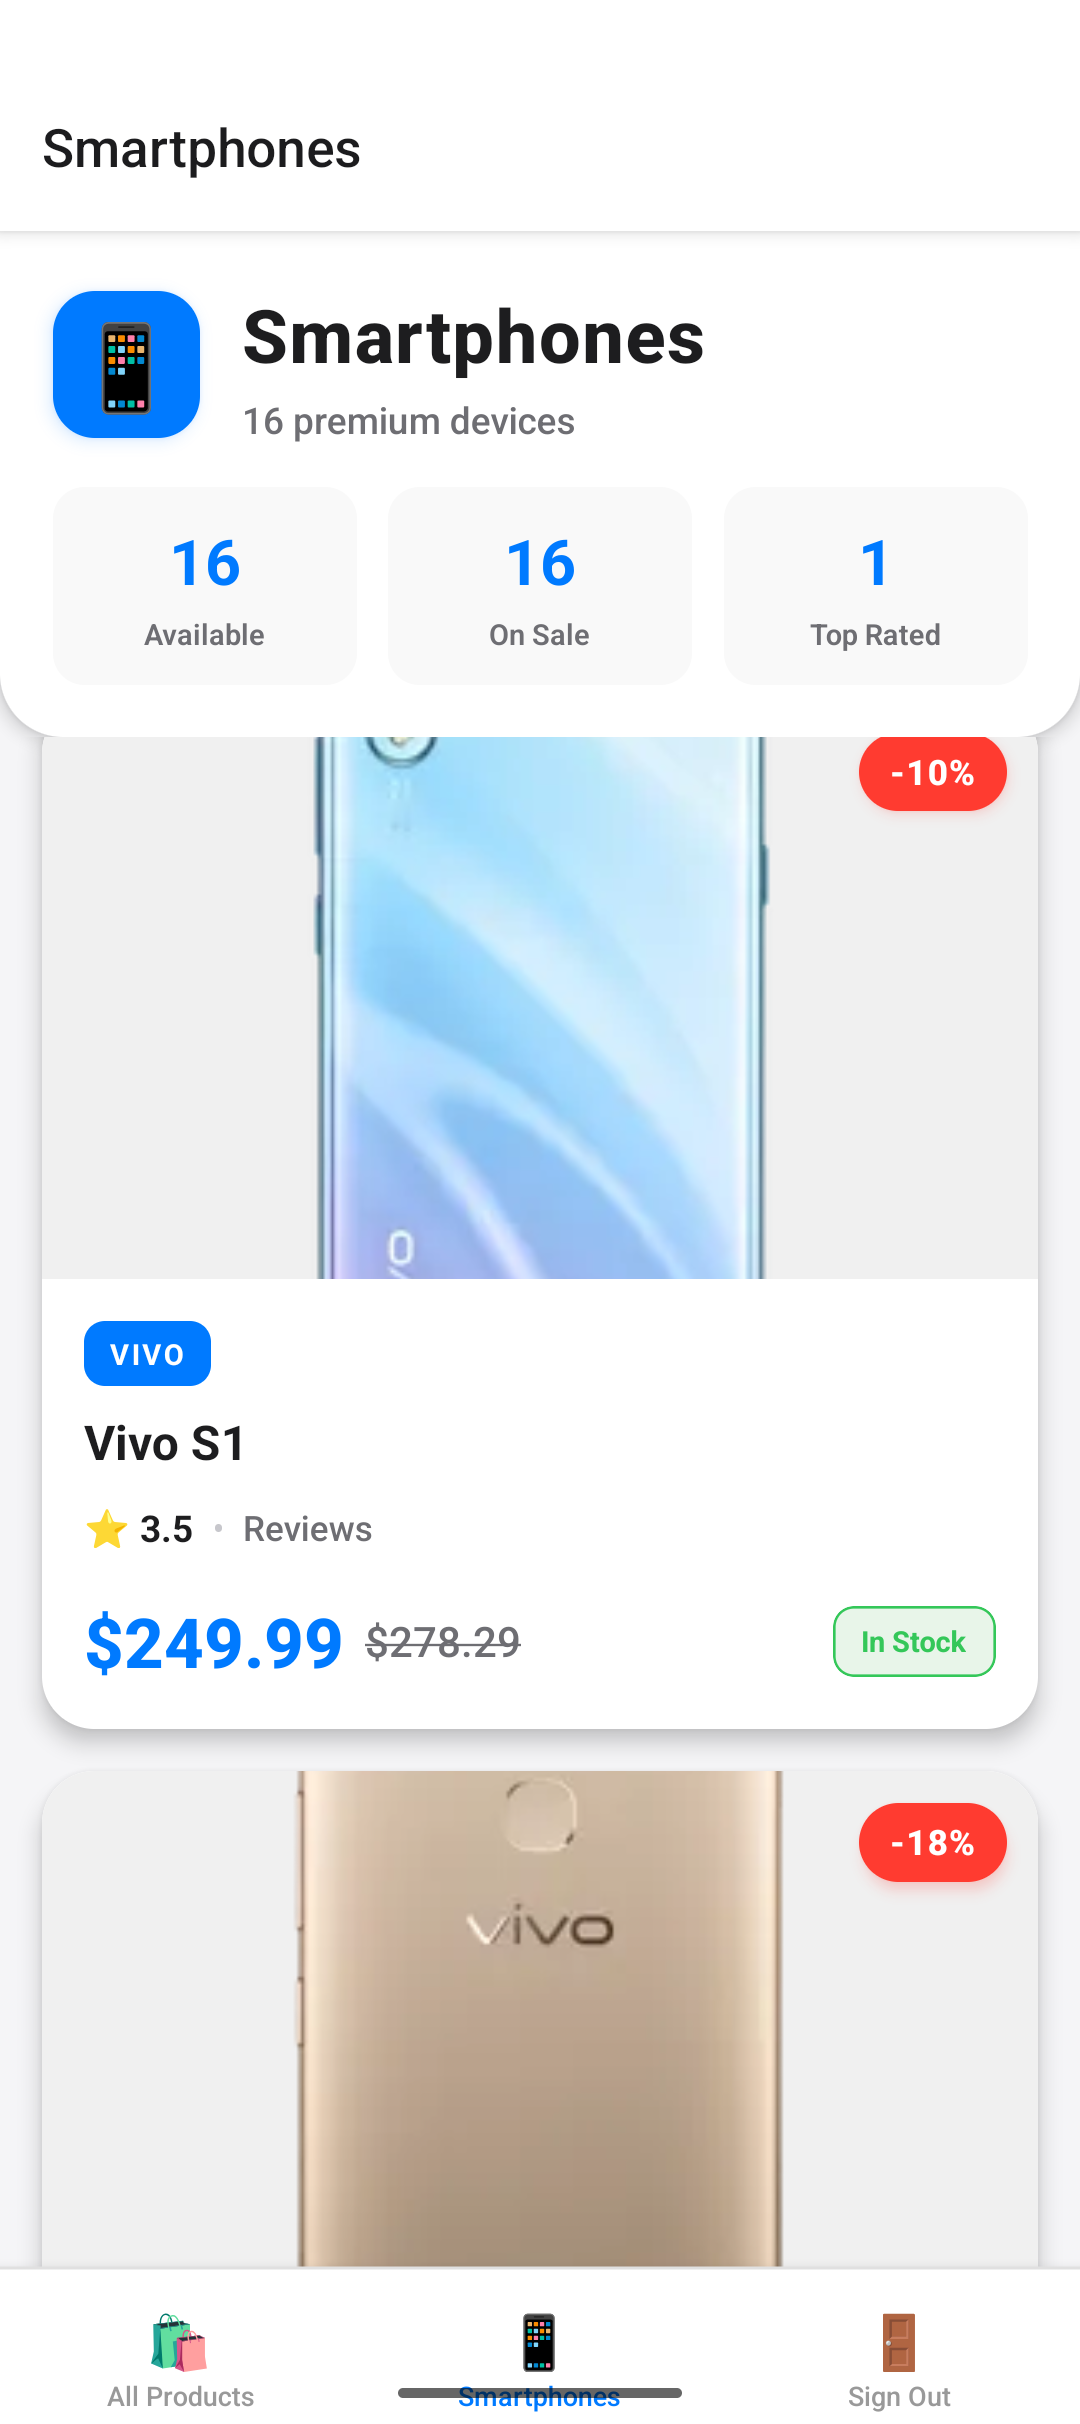 Smartphones
Smartphones
16 premium devices
16
Available
16
On Sale
1
Top Rated
-10%
VIVO
Vivo S1
3.5 • Reviews
$249.99 $278.29
In Stock
-18%
vivo
All Products
Smartphones
Sign Out